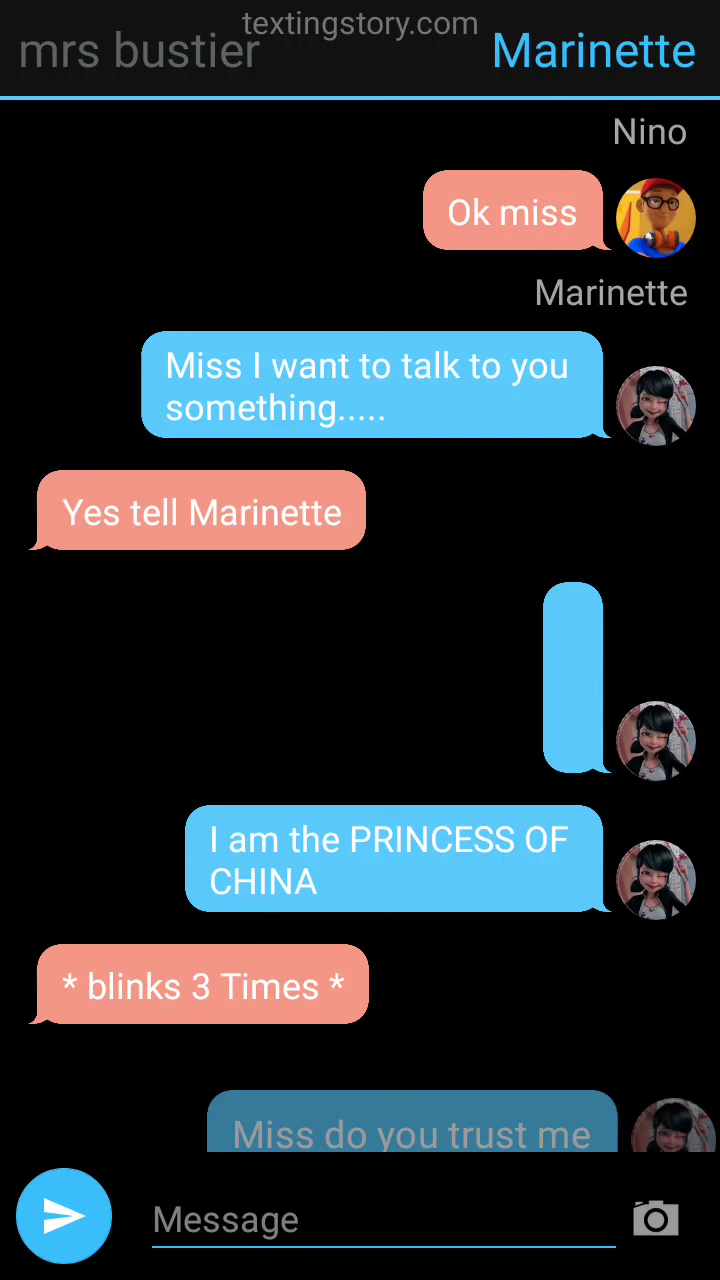 textingstory.com
mrs bustier
Marinette
Nino
Ok miss
Marinette
Miss I want to talk to you
something.....
Yes tell Marinette
I am the PRINCESS OF
CHINA
* blinks 3 Times *
Miss do you trust me
Message